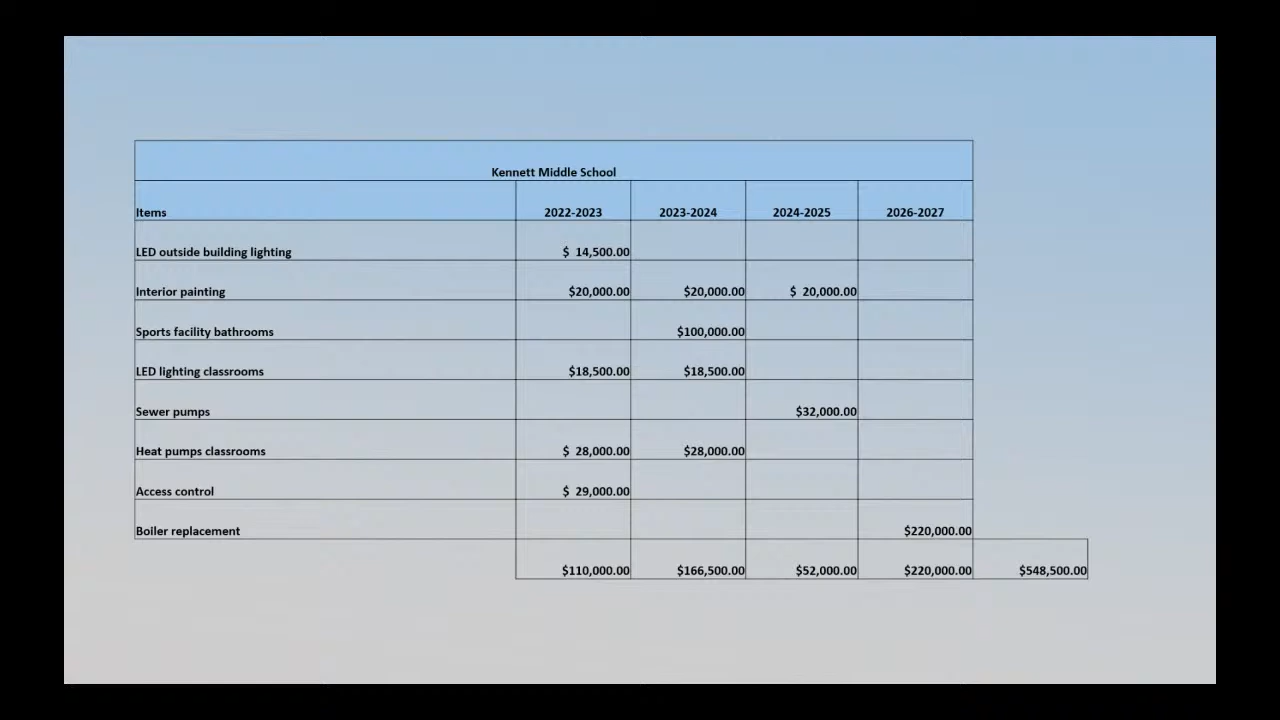 Kennett Middle School
Items 2022-2023 2023-2024 2024-2025 2026-2027
LED outside building lighting $ 14,500.00
Interior painting $20,000.00 $20,000.00 $ 20,000.00
Sports facility bathrooms $100,000.00
LED lighting classrooms $18,500.00 $18,500.00
Sewer pumps $32,000.00
Heat pumps classrooms $ 28,000.00 $28,000.00
Access control $ 29,000.00
Boiler replacement $220,000.00
$110,000.00 $166,500.00 $52,000.00 $220,000.00 $548,500.00